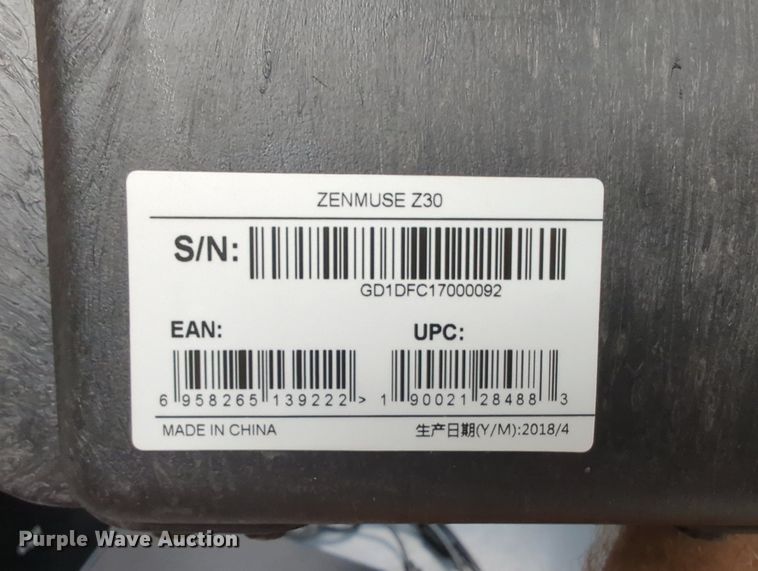 ZENMUSE Z30
S/N:
GD1DFC17000092
EAN: UPC:
6 958265 139222 > 1 90021 28488 3
MADE IN CHINA 生产日期(Y/M):2018/4
Purple Wave Auction